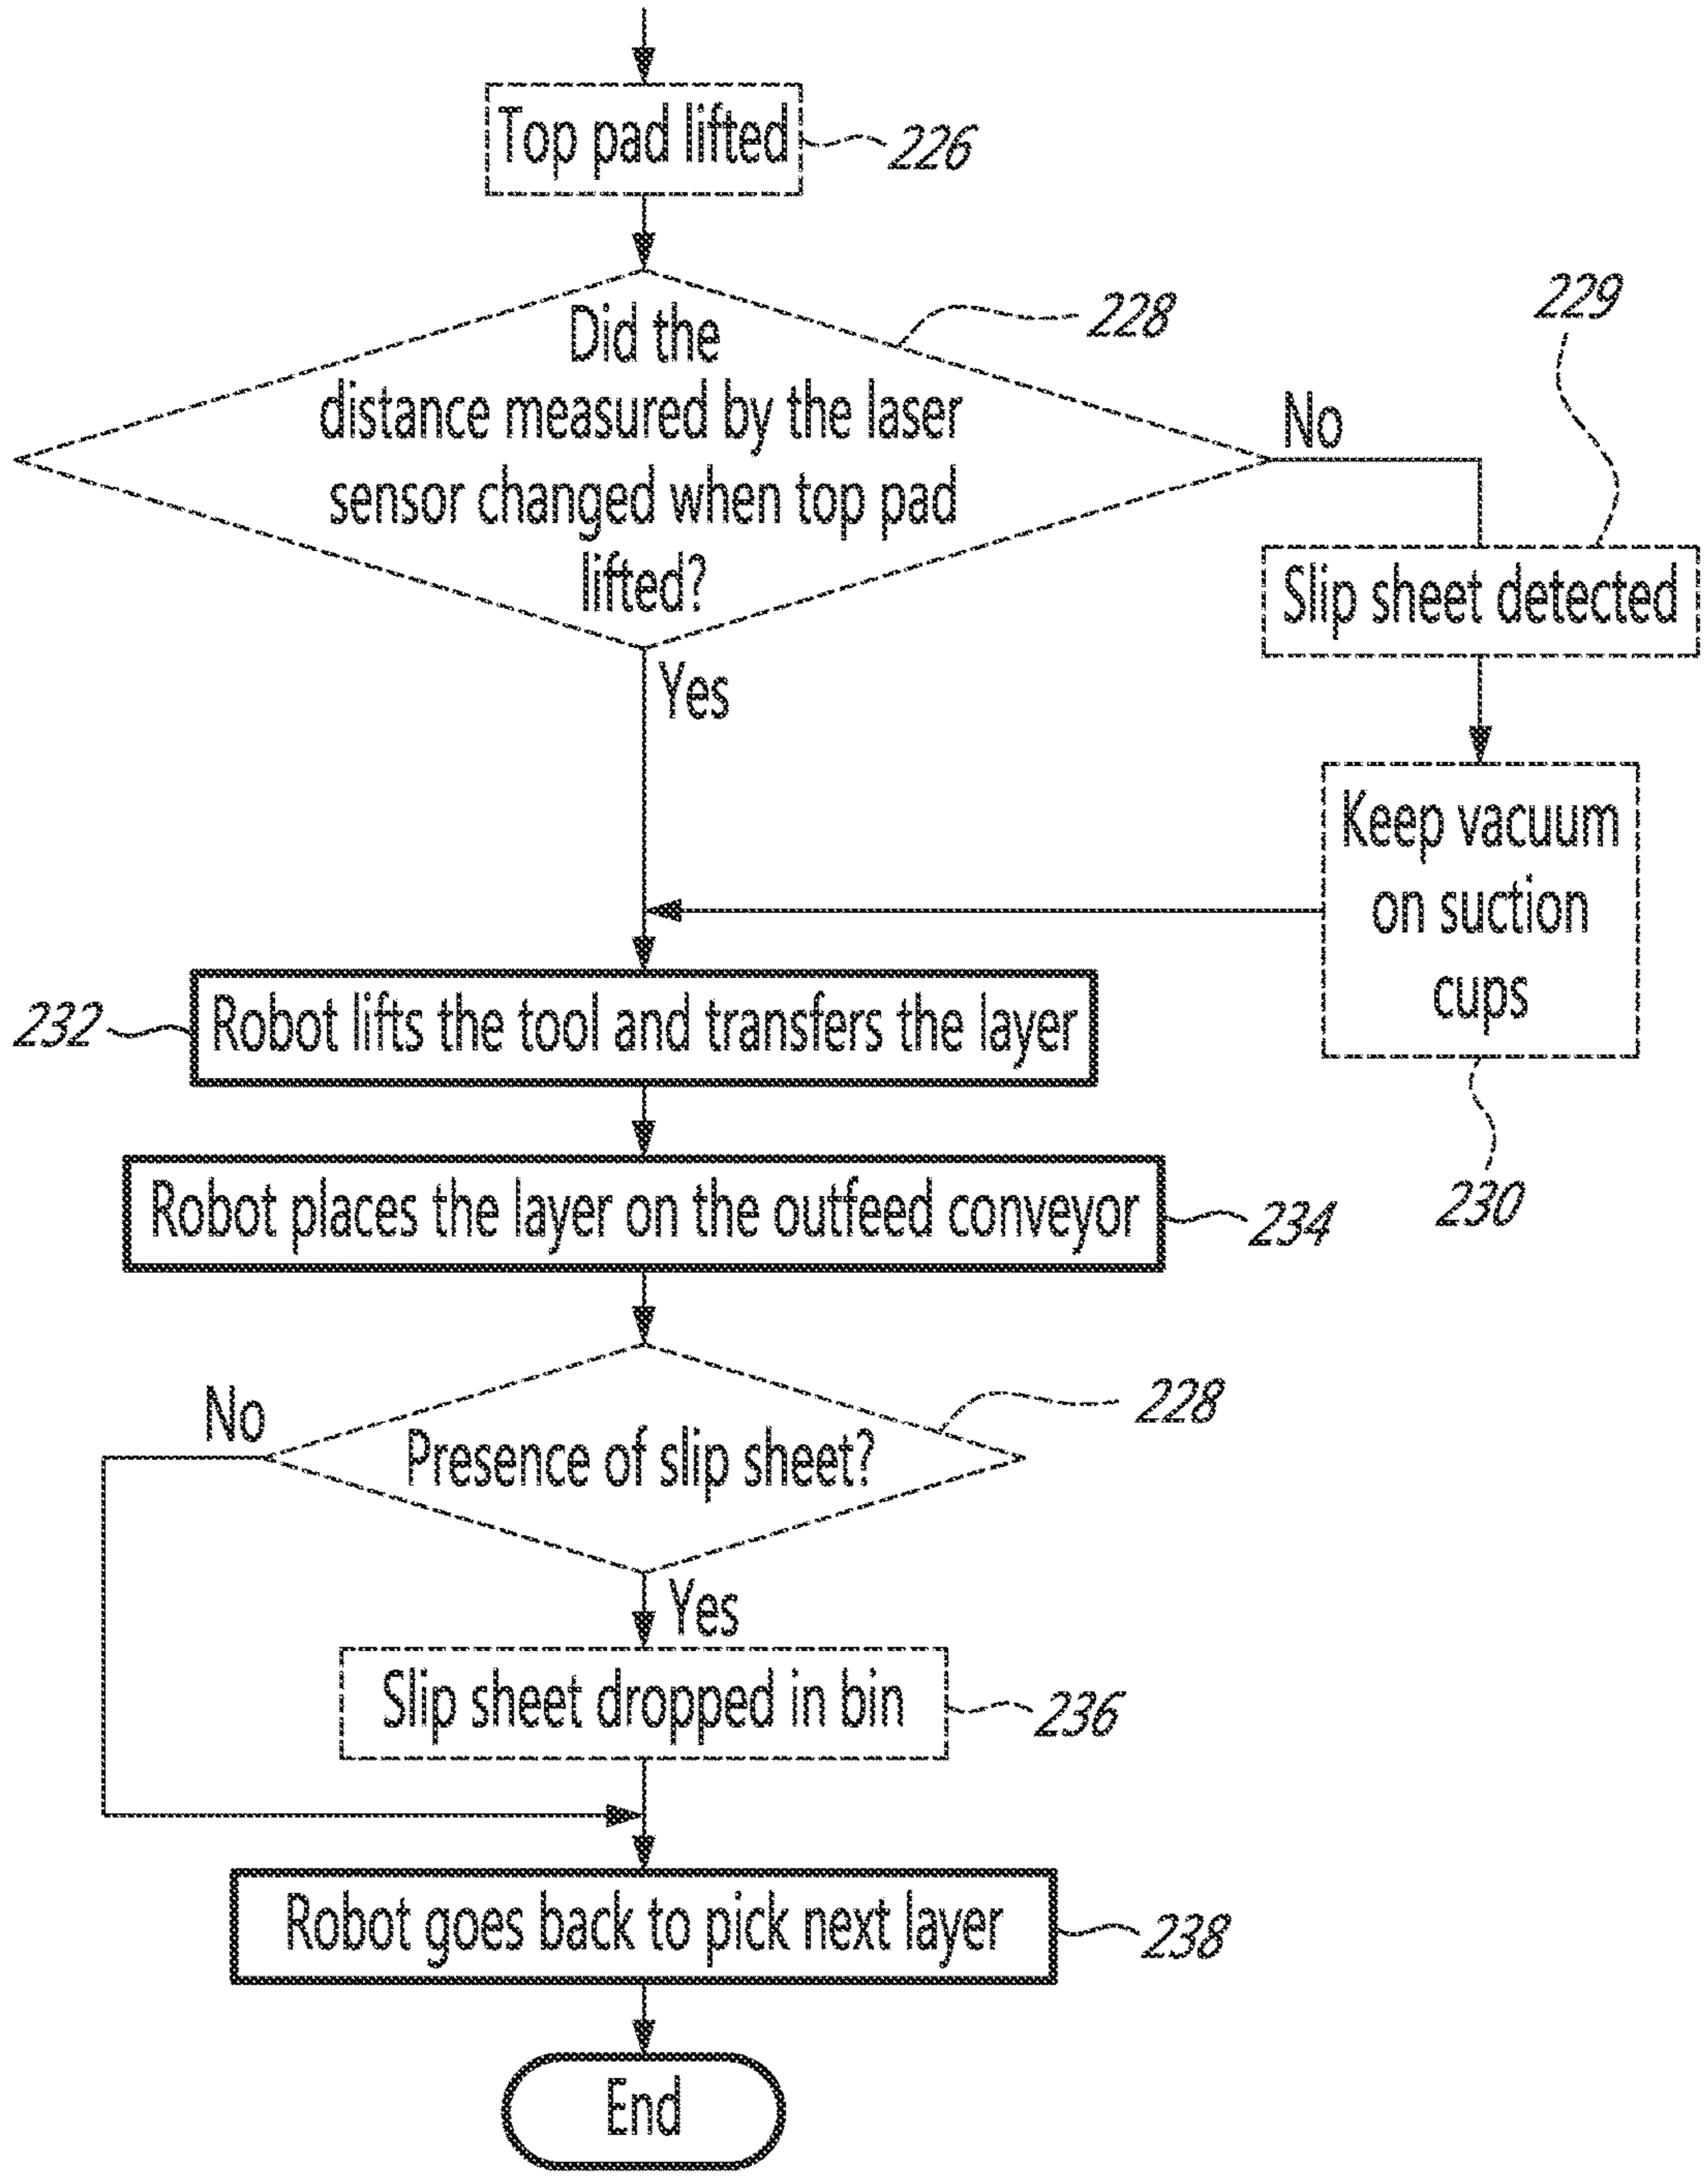 Top pad lifted
226
Did the
distance measured by the laser
sensor changed when top pad
lifted?
228
No
229
Slip sheet detected
Yes
Keep vacuum
on suction
cups
230
232
Robot lifts the tool and transfers the layer
Robot places the layer on the outfeed conveyor
234
No
Presence of slip sheet?
228
Yes
Slip sheet dropped in bin
236
Robot goes back to pick next layer
238
End